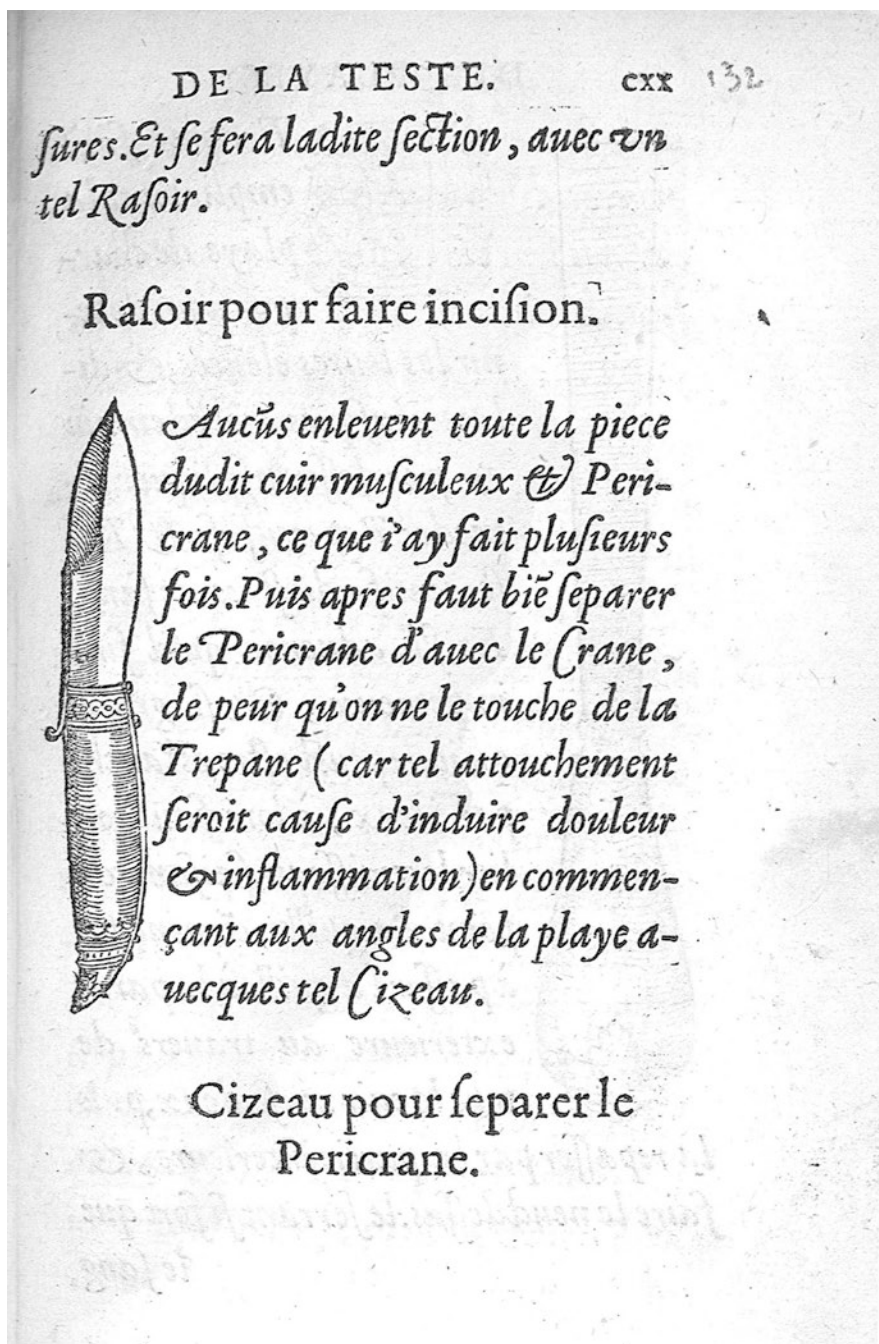 DE LA TESTE. CXX 132
ſures. Et ſe fera ladite ſection, auec vn
tel Raſoir.
Raſoir pour faire inciſion.
Aucũs enleuent toute la piece
dudit cuir muſculeux & Peri-
crane, ce que i'ay fait pluſieurs
fois. Puis apres faut biẽ ſeparer
le Pericrane d'auec le Crane,
de peur qu'on ne le touche de la
Trepane (car tel attouchement
ſeroit cauſe d'induire douleur
& inflammation) en commen-
çant aux angles de la playe a-
uecques tel Cizeau.
Cizeau pour ſeparer le
Pericrane.